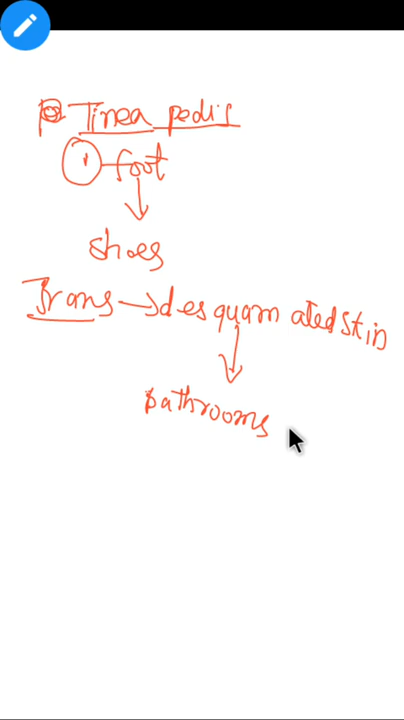 Tinea pedis
foot
↓
shoes
Trans → desquamated skin
↓
bathrooms